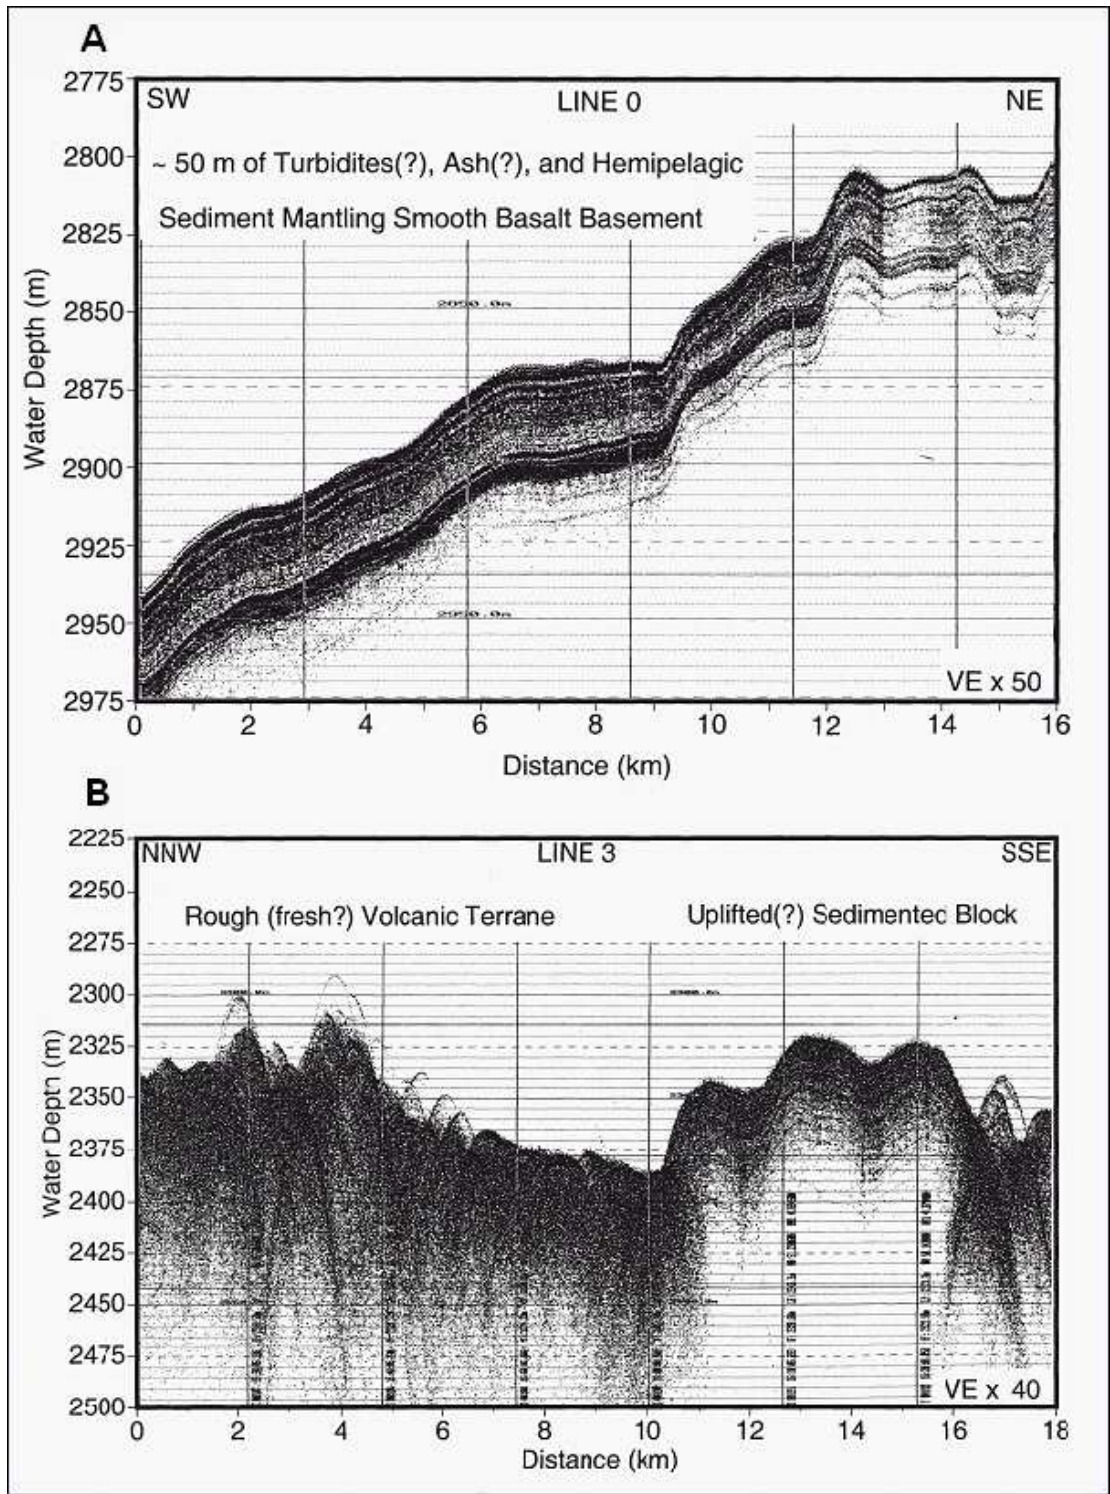 A
2775
SW LINE 0 NE
2800
~ 50 m of Turbidites(?), Ash(?), and Hemipelagic
Sediment Mantling Smooth Basalt Basement
2825
2850
2875
2900
2925
2950
2975
Water Depth (m)
VE x 50
0 2 4 6 8 10 12 14 16
Distance (km)
B
2225
NNW LINE 3 SSE
2250
Rough (fresh?) Volcanic Terrane Uplifted(?) Sedimented Block
2275
2300
2325
2350
2375
2400
2425
2450
2475
2500
Water Depth (m)
VE x 40
0 2 4 6 8 10 12 14 16 18
Distance (km)